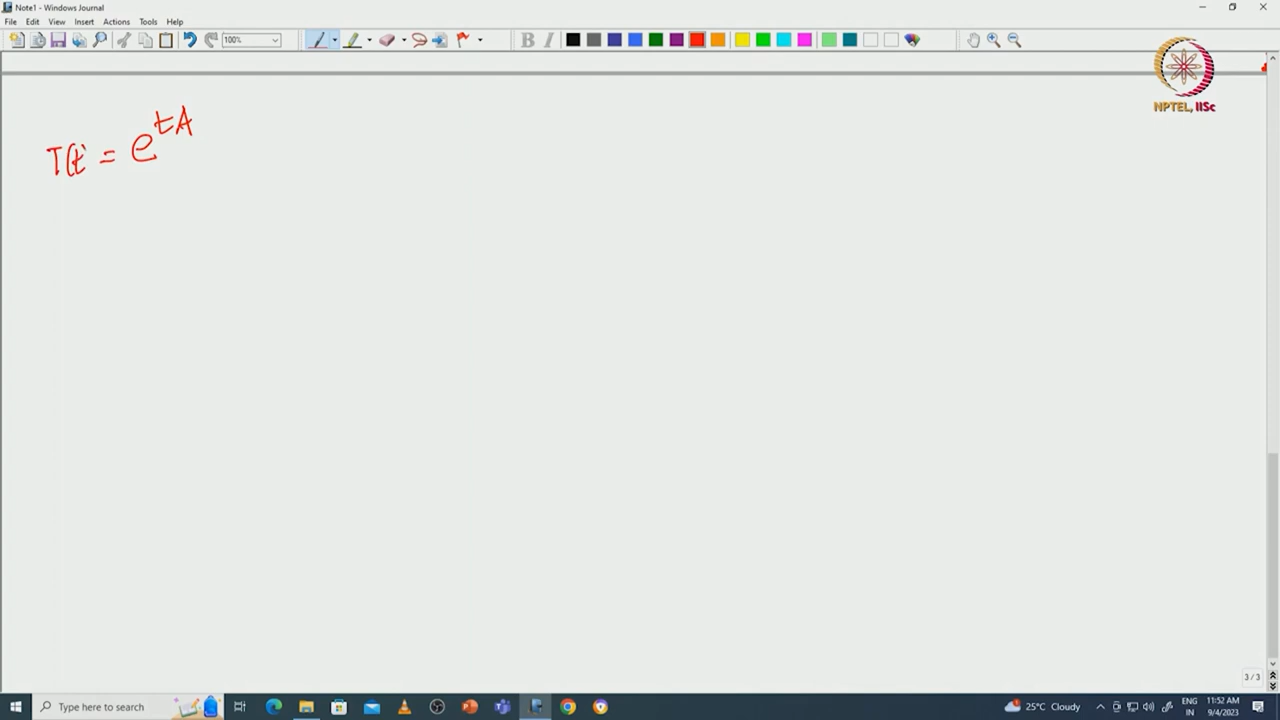 Note1 - Windows Journal
File Edit View Insert Actions Tools Help
100%
B I
NPTEL, IISc
T(t) = e^{tA}
3 / 3
Type here to search
25°C Cloudy
ENG
IN
11:52 AM
9/4/2023